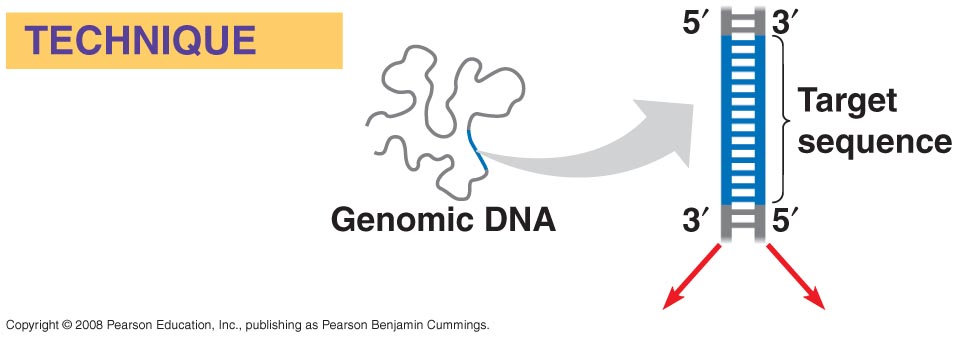 TECHNIQUE
5′ 3′
Target
sequence
Genomic DNA
3′ 5′
Copyright © 2008 Pearson Education, Inc., publishing as Pearson Benjamin Cummings.